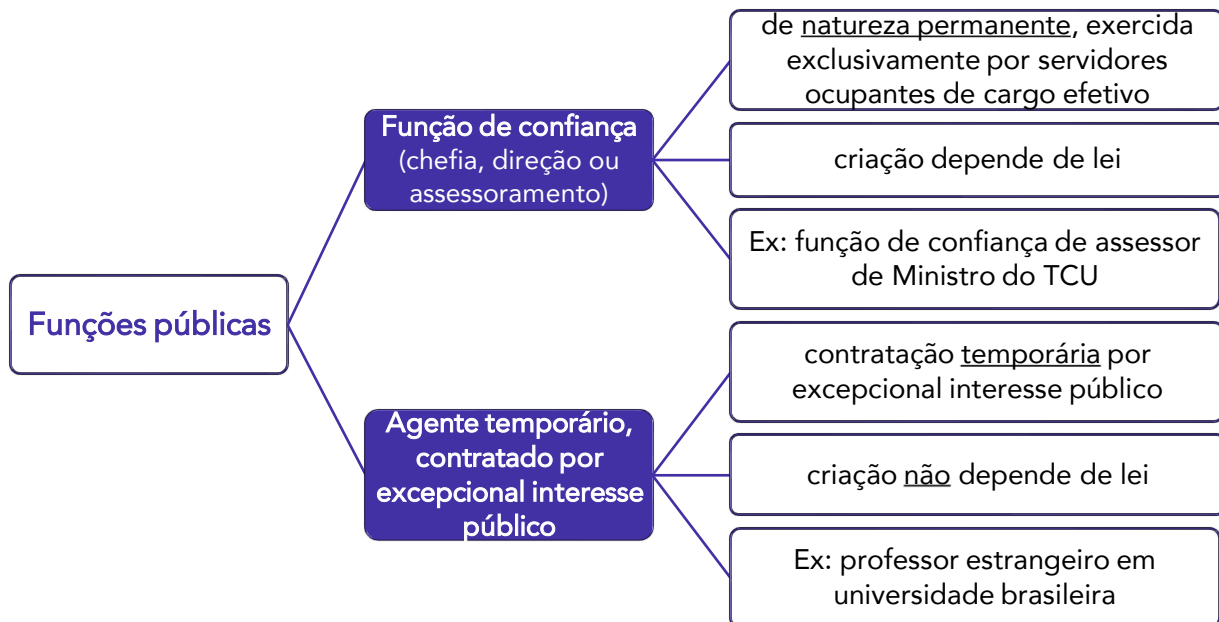 Funções públicas
Função de confiança
(chefia, direção ou
assessoramento)
de natureza permanente, exercida
exclusivamente por servidores
ocupantes de cargo efetivo
criação depende de lei
Ex: função de confiança de assessor
de Ministro do TCU
Agente temporário,
contratado por
excepcional interesse
público
contratação temporária por
excepcional interesse público
criação não depende de lei
Ex: professor estrangeiro em
universidade brasileira